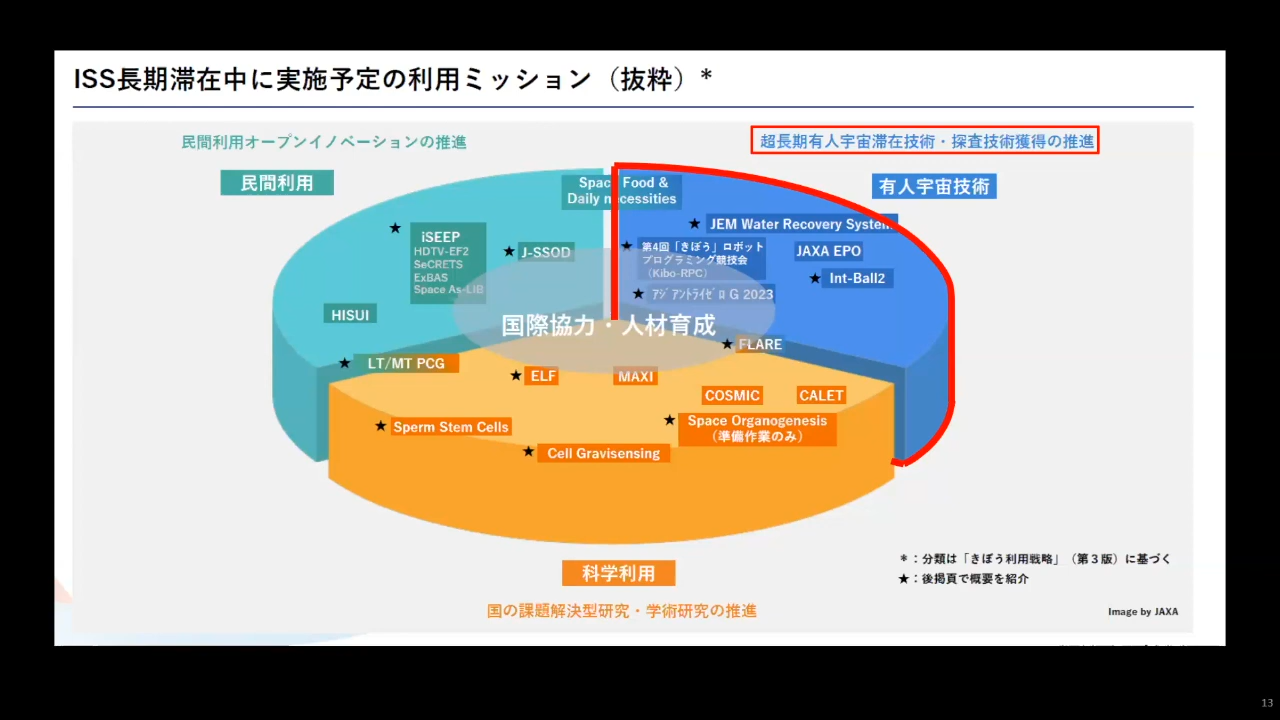 ISS長期滞在中に実施予定の利用ミッション（抜粋）*
民間利用オープンイノベーションの推進
超長期有人宇宙滞在技術・探査技術獲得の推進
民間利用
有人宇宙技術
Space Food &
Daily necessities
★ JEM Water Recovery System
★ iSEEP
HDTV-EF2
SeCRETS
ExBAS
Space As-LIB
★ J-SSOD
★ 第4回「きぼう」ロボット
プログラミング競技会
（Kibo-RPC）
JAXA EPO
★ Int-Ball2
★ アジアントライゼロG 2023
HISUI
国際協力・人材育成
★ FLARE
★ LT/MT PCG
★ ELF
MAXI
COSMIC
CALET
★ Sperm Stem Cells
★ Space Organogenesis
（準備作業のみ）
★ Cell Gravisensing
科学利用
国の課題解決型研究・学術研究の推進
＊：分類は「きぼう利用戦略」（第３版）に基づく
★：後掲頁で概要を紹介
Image by JAXA
13